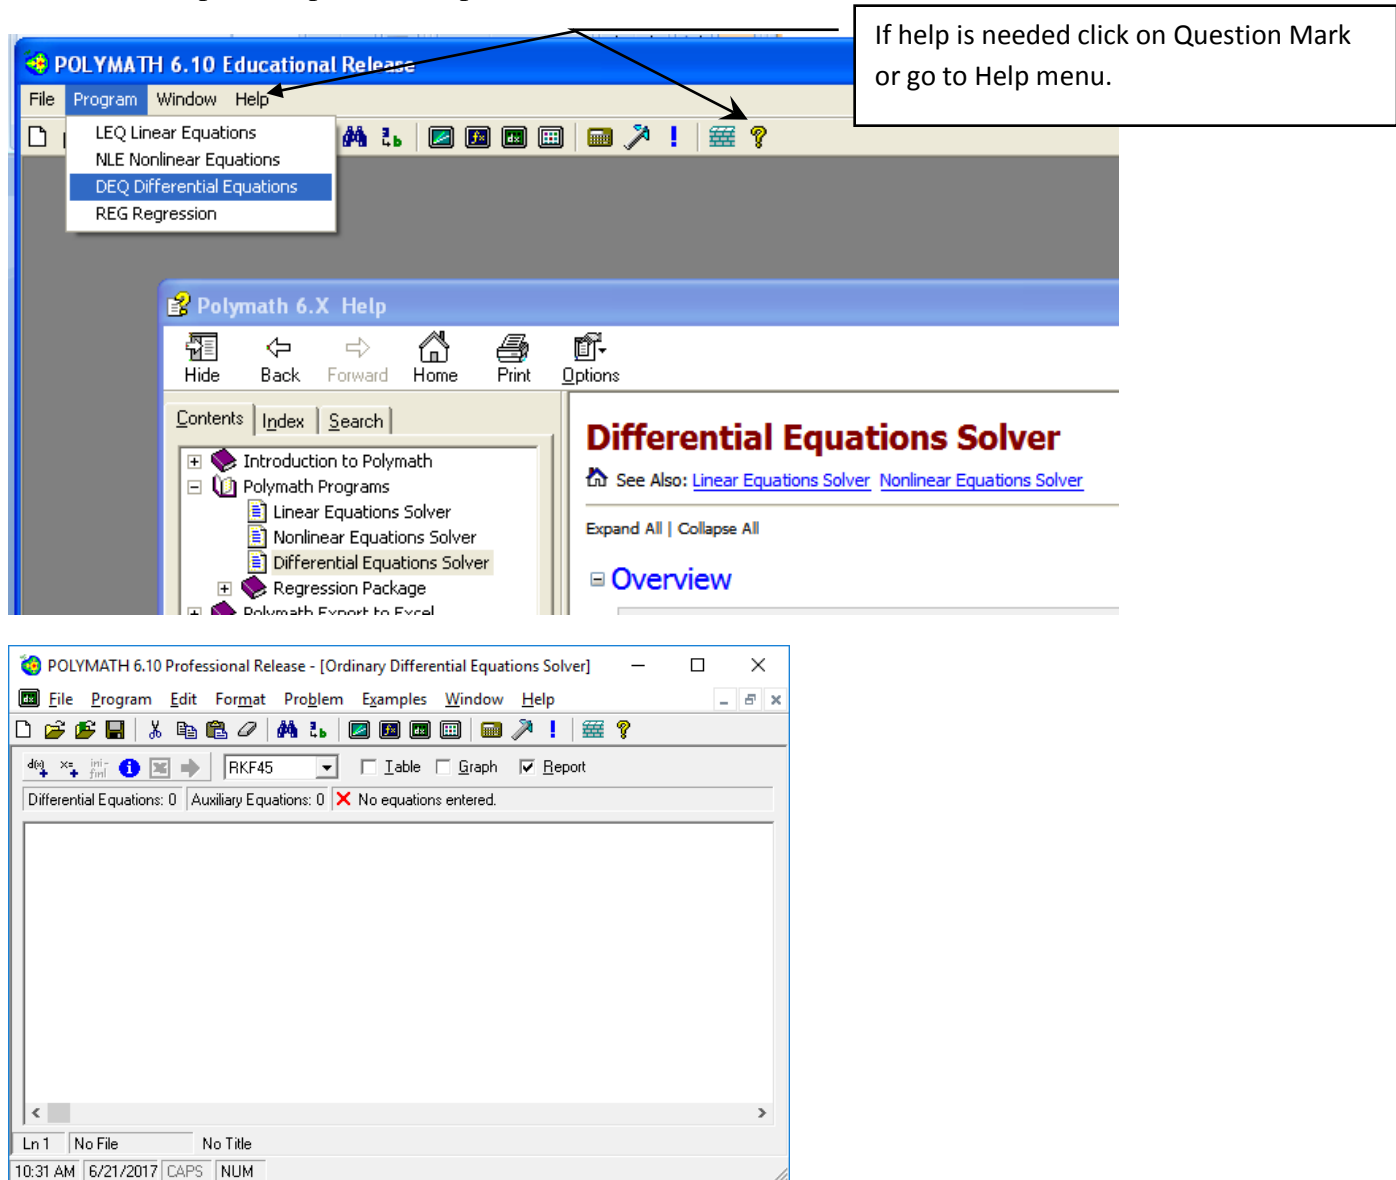 If help is needed click on Question Mark
or go to Help menu.
POLYMATH 6.10 Educational Release
File Program Window Help
LEQ Linear Equations
NLE Nonlinear Equations
DEQ Differential Equations
REG Regression
Polymath 6.X Help
Hide Back Forward Home Print Options
Contents Index Search
Introduction to Polymath
Polymath Programs
Linear Equations Solver
Nonlinear Equations Solver
Differential Equations Solver
Regression Package
Polymath Export to Excel
Differential Equations Solver
See Also: Linear Equations Solver Nonlinear Equations Solver
Expand All | Collapse All
Overview
POLYMATH 6.10 Professional Release - [Ordinary Differential Equations Solver]
File Program Edit Format Problem Examples Window Help
d(x) x= ini- finl RKF45 Table Graph Report
Differential Equations: 0 Auxiliary Equations: 0 No equations entered.
Ln 1 No File No Title
10:31 AM 6/21/2017 CAPS NUM